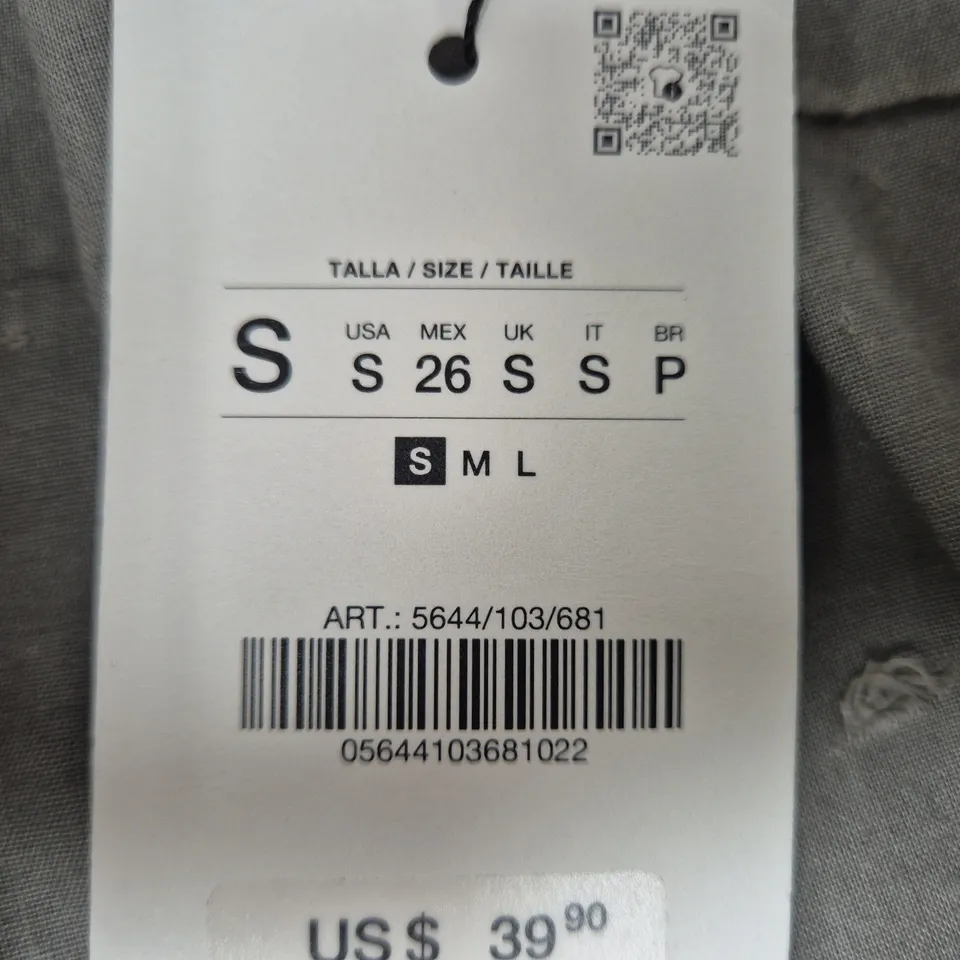 TALLA / SIZE / TAILLE
USA MEX UK IT BR
S S 26 S S P
S M L
ART.: 5644/103/681
05644103681022
US $ 39 90